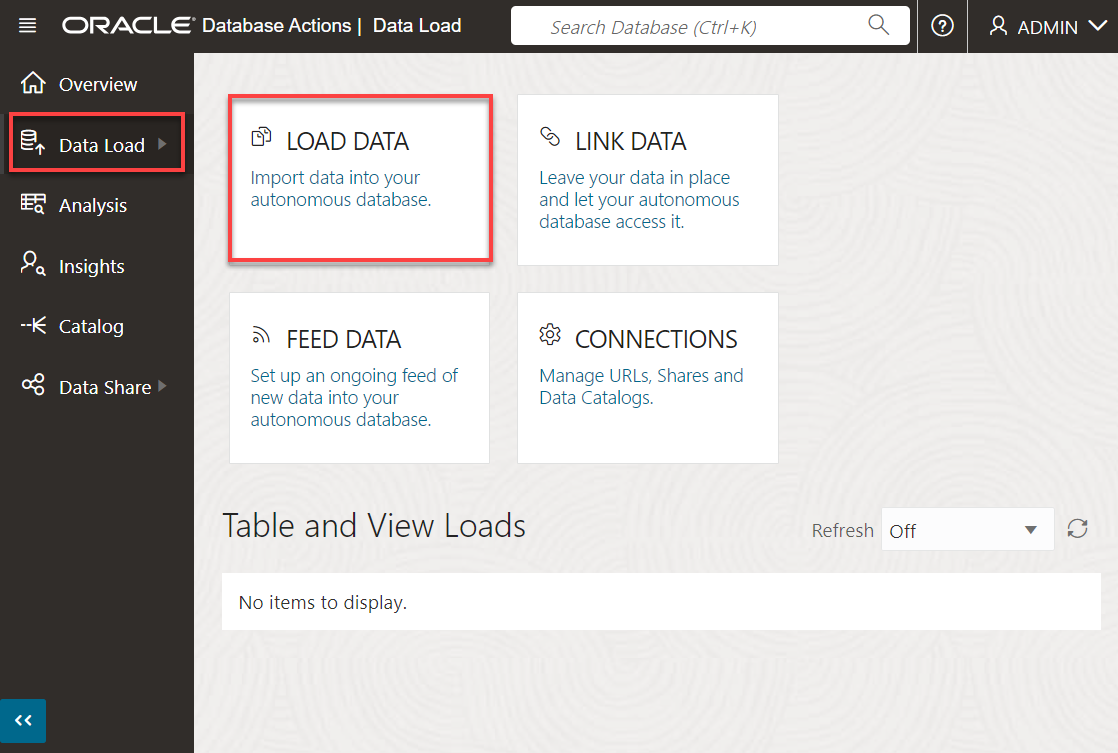 ORACLE Database Actions | Data Load
Search Database (Ctrl+K)
ADMIN
Overview
Data Load
Analysis
Insights
Catalog
Data Share
LOAD DATA
Import data into your
autonomous database.
LINK DATA
Leave your data in place
and let your autonomous
database access it.
FEED DATA
Set up an ongoing feed of
new data into your
autonomous database.
CONNECTIONS
Manage URLs, Shares and
Data Catalogs.
Table and View Loads
Refresh
Off
No items to display.